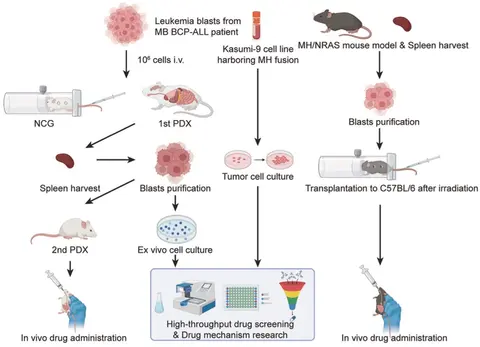 Leukemia blasts from
MB BCP-ALL patient
Kasumi-9 cell line
harboring MH fusion
MH/NRAS mouse model & Spleen harvest
10⁶ cells i.v.
NCG
1st PDX
Blasts purification
Spleen harvest
Blasts purification
Tumor cell culture
Transplantation to C57BL/6 after irradiation
2nd PDX
Ex vivo cell culture
High-throughput drug screening
& Drug mechanism research
In vivo drug administration
In vivo drug administration